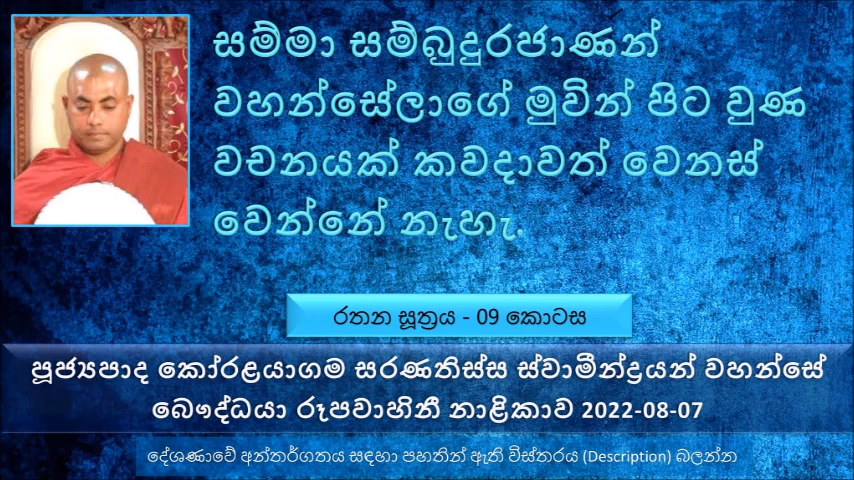 සම්මා සම්බුදුරජාණන්
වහන්සේලාගේ මුවින් පිට වුණ
වචනයක් කවදාවත් වෙනස්
වෙන්නේ නැහැ.
රතන සූත්‍රය - 09 කොටස
පූජ්‍යපාද කෝරළයාගම සරණතිස්ස ස්වාමීන්ද්‍රයන් වහන්සේ
බෞද්ධයා රූපවාහිනී නාළිකාව 2022-08-07
දේශණාවේ අන්තර්ගතය සඳහා පහතින් ඇති විස්තරය (Description) බලන්න